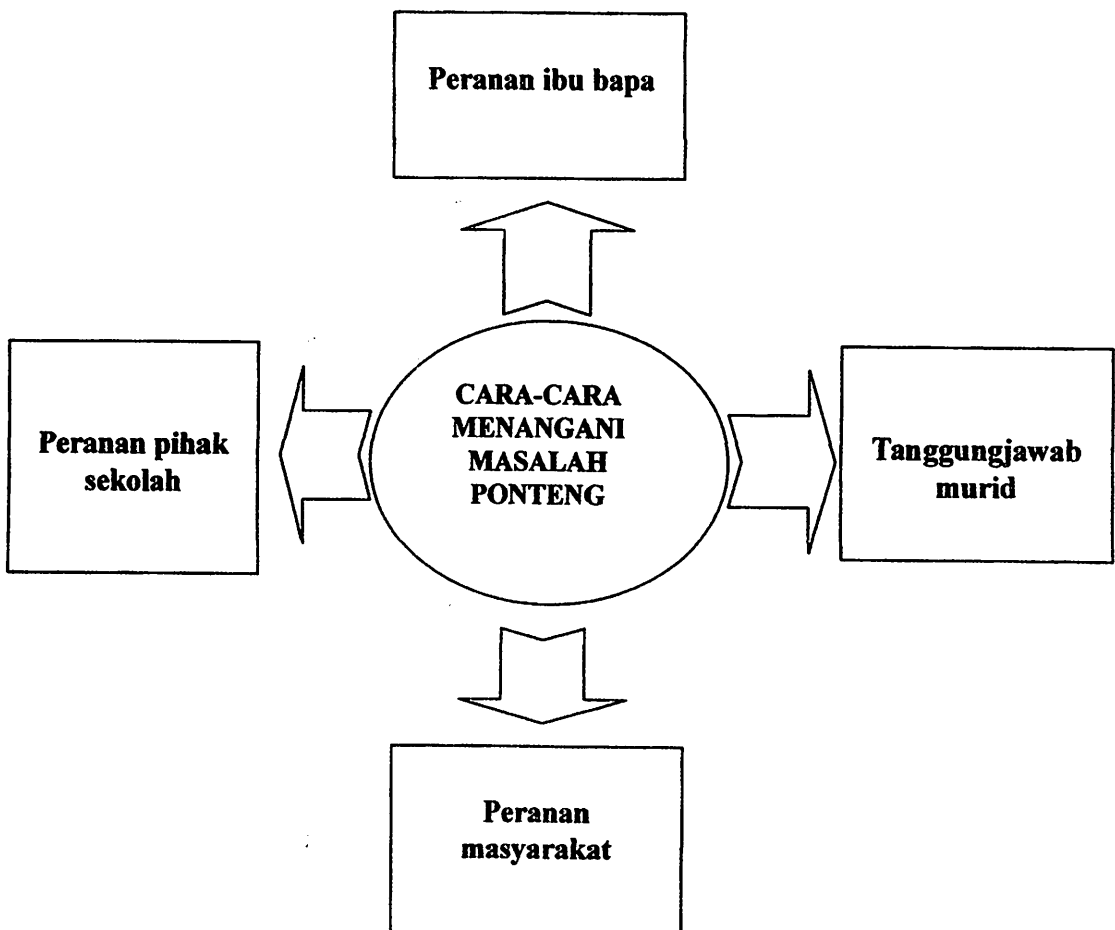 Peranan ibu bapa
CARA-CARA
MENANGANI
MASALAH
PONTENG
Peranan pihak
sekolah
Tanggungjawab
murid
Peranan
masyarakat